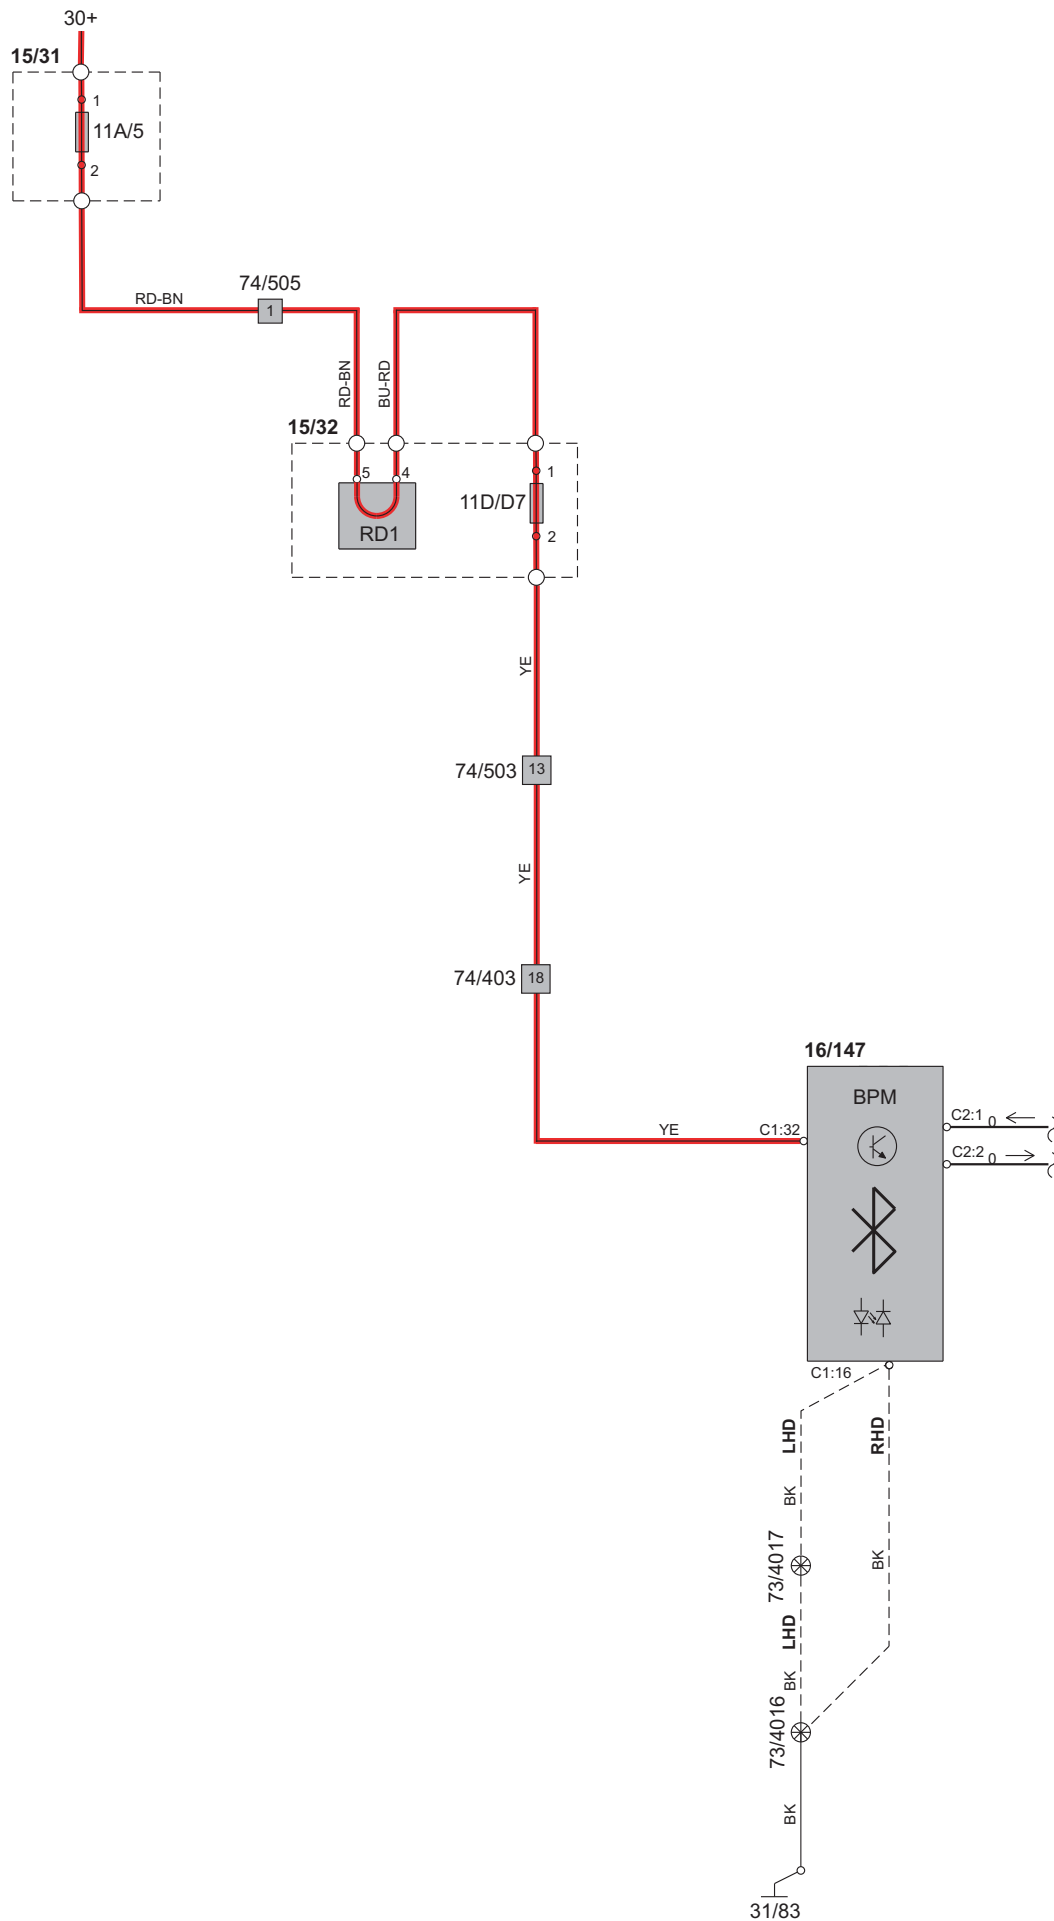 30+
15/31
1
11A/5
2
74/505
RD-BN
1
RD-BN
BU-RD
15/32
5
4
1
11D/D7
RD1
2
YE
74/503
13
YE
74/403
18
16/147
BPM
C2:1
0
YE
C1:32
C2:2
0
C1:16
LHD
RHD
BK
73/4017
BK
LHD
BK
73/4016
BK
31/83